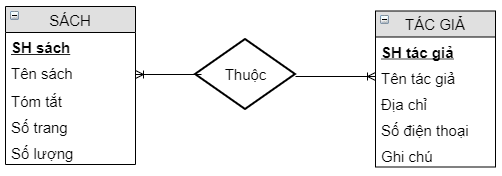 SÁCH
SH sách
Tên sách
Tóm tắt
Số trang
Số lượng
Thuộc
TÁC GIẢ
SH tác giả
Tên tác giả
Địa chỉ
Số điện thoại
Ghi chú